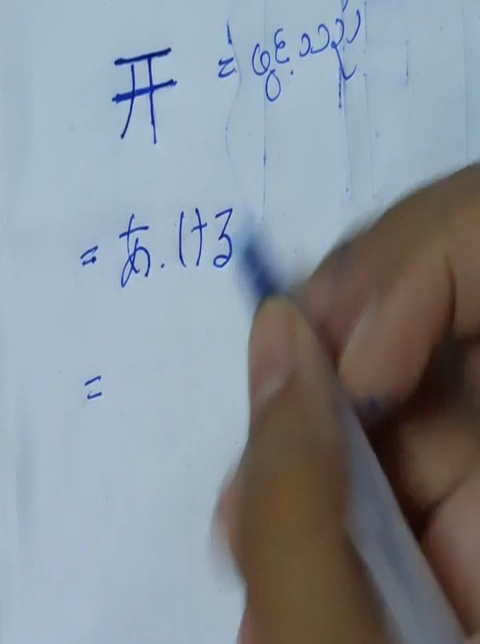 开 = ဖွင့်သည်
= あ.ける
=